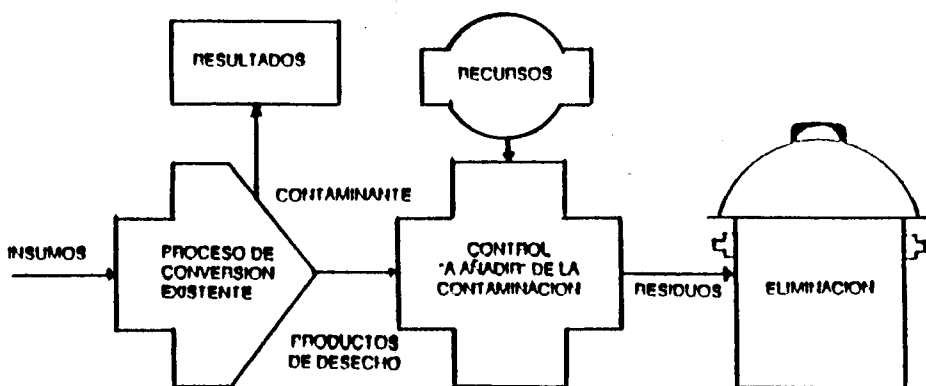 RESULTADOS
RECURSOS
CONTAMINANTE
INSUMOS
PROCESO DE
CONVERSION
EXISTENTE
CONTROL
"A AÑADIR" DE LA
CONTAMINACION
RESIDUOS
ELIMINACION
PRODUCTOS
DE DESECHO